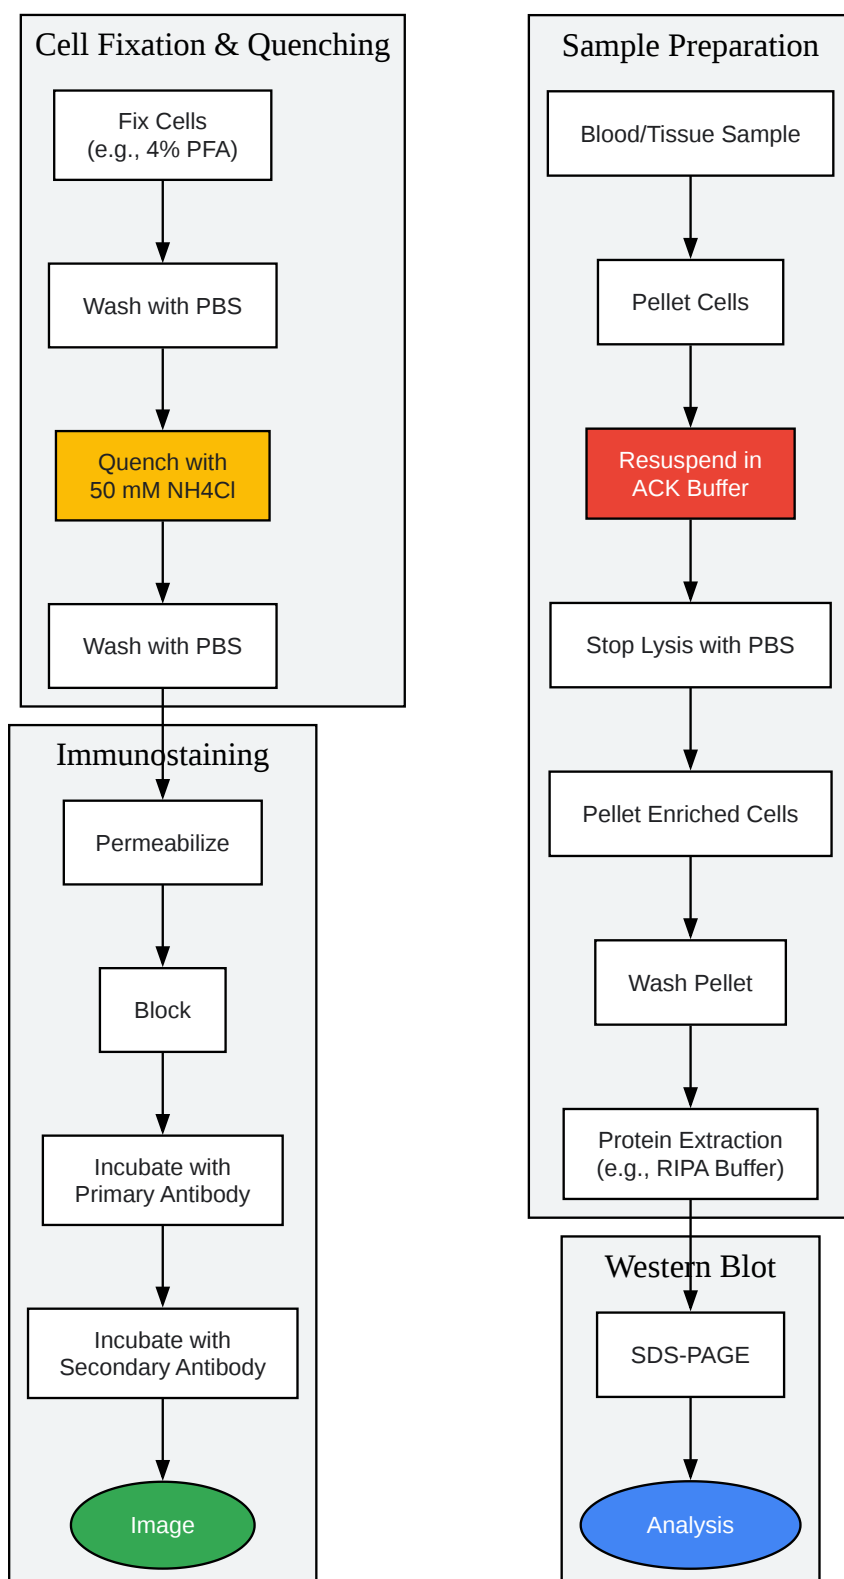 Cell Fixation & Quenching
Fix Cells
(e.g., 4% PFA)
Wash with PBS
Quench with
50 mM NH4Cl
Wash with PBS
Immunostaining
Permeabilize
Block
Incubate with
Primary Antibody
Incubate with
Secondary Antibody
Image
Sample Preparation
Blood/Tissue Sample
Pellet Cells
Resuspend in
ACK Buffer
Stop Lysis with PBS
Pellet Enriched Cells
Wash Pellet
Protein Extraction
(e.g., RIPA Buffer)
Western Blot
SDS-PAGE
Analysis